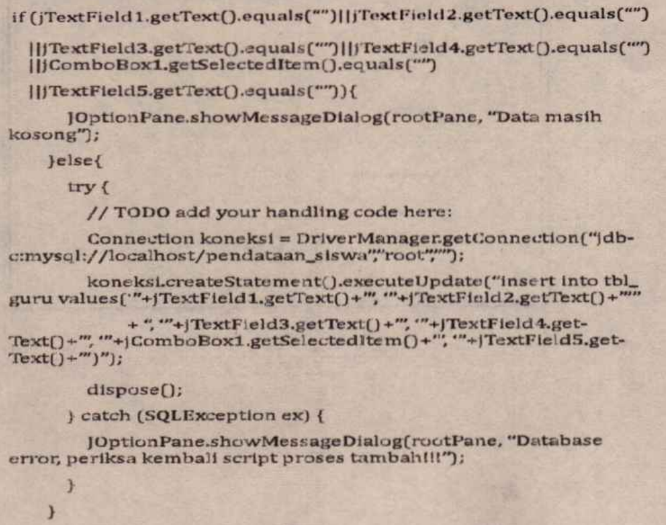 if (jTextField1.getText().equals("")||jTextField2.getText().equals("")
||jTextField3.getText().equals("")||jTextField4.getText().equals("")
||jComboBox1.getSelectedItem().equals("")
||jTextField5.getText().equals("")){
JOptionPane.showMessageDialog(rootPane, "Data masih
kosong");
}else{
try {
// TODO add your handling code here:
Connection koneksi = DriverManager.getConnection("jdb-
c:mysql://localhost/pendataan_siswa","root","");
koneksi.createStatement().executeUpdate("insert into tbl_
guru values('"+jTextField1.getText()+"', '"+jTextField2.getText()+"'"
+ ", '"+jTextField3.getText()+"', '"+jTextField4.get-
Text()+"', '"+jComboBox1.getSelectedItem()+"', '"+jTextField5.get-
Text()+"')");
dispose();
} catch (SQLException ex) {
JOptionPane.showMessageDialog(rootPane, "Database
error, periksa kembali script proses tambah!!!");
}
}